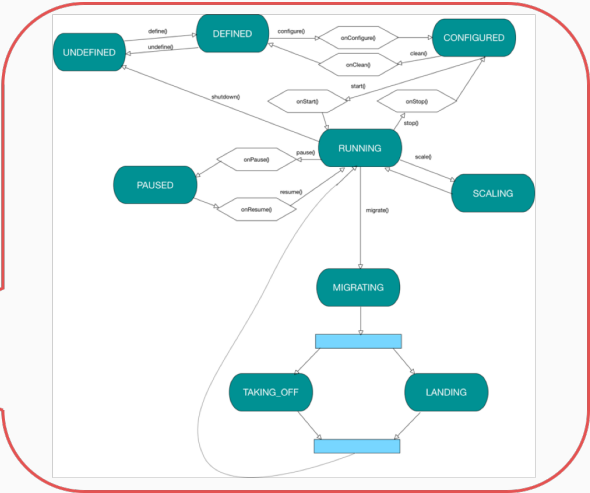 define()
UNDEFINED
undefine()
DEFINED
configure()
onConfigure()
CONFIGURED
clean()
onClean()
start()
shutdown()
onStart()
onStop()
stop()
RUNNING
pause()
onPause()
scale()
PAUSED
resume()
SCALING
onResume()
migrate()
MIGRATING
TAKING_OFF
LANDING